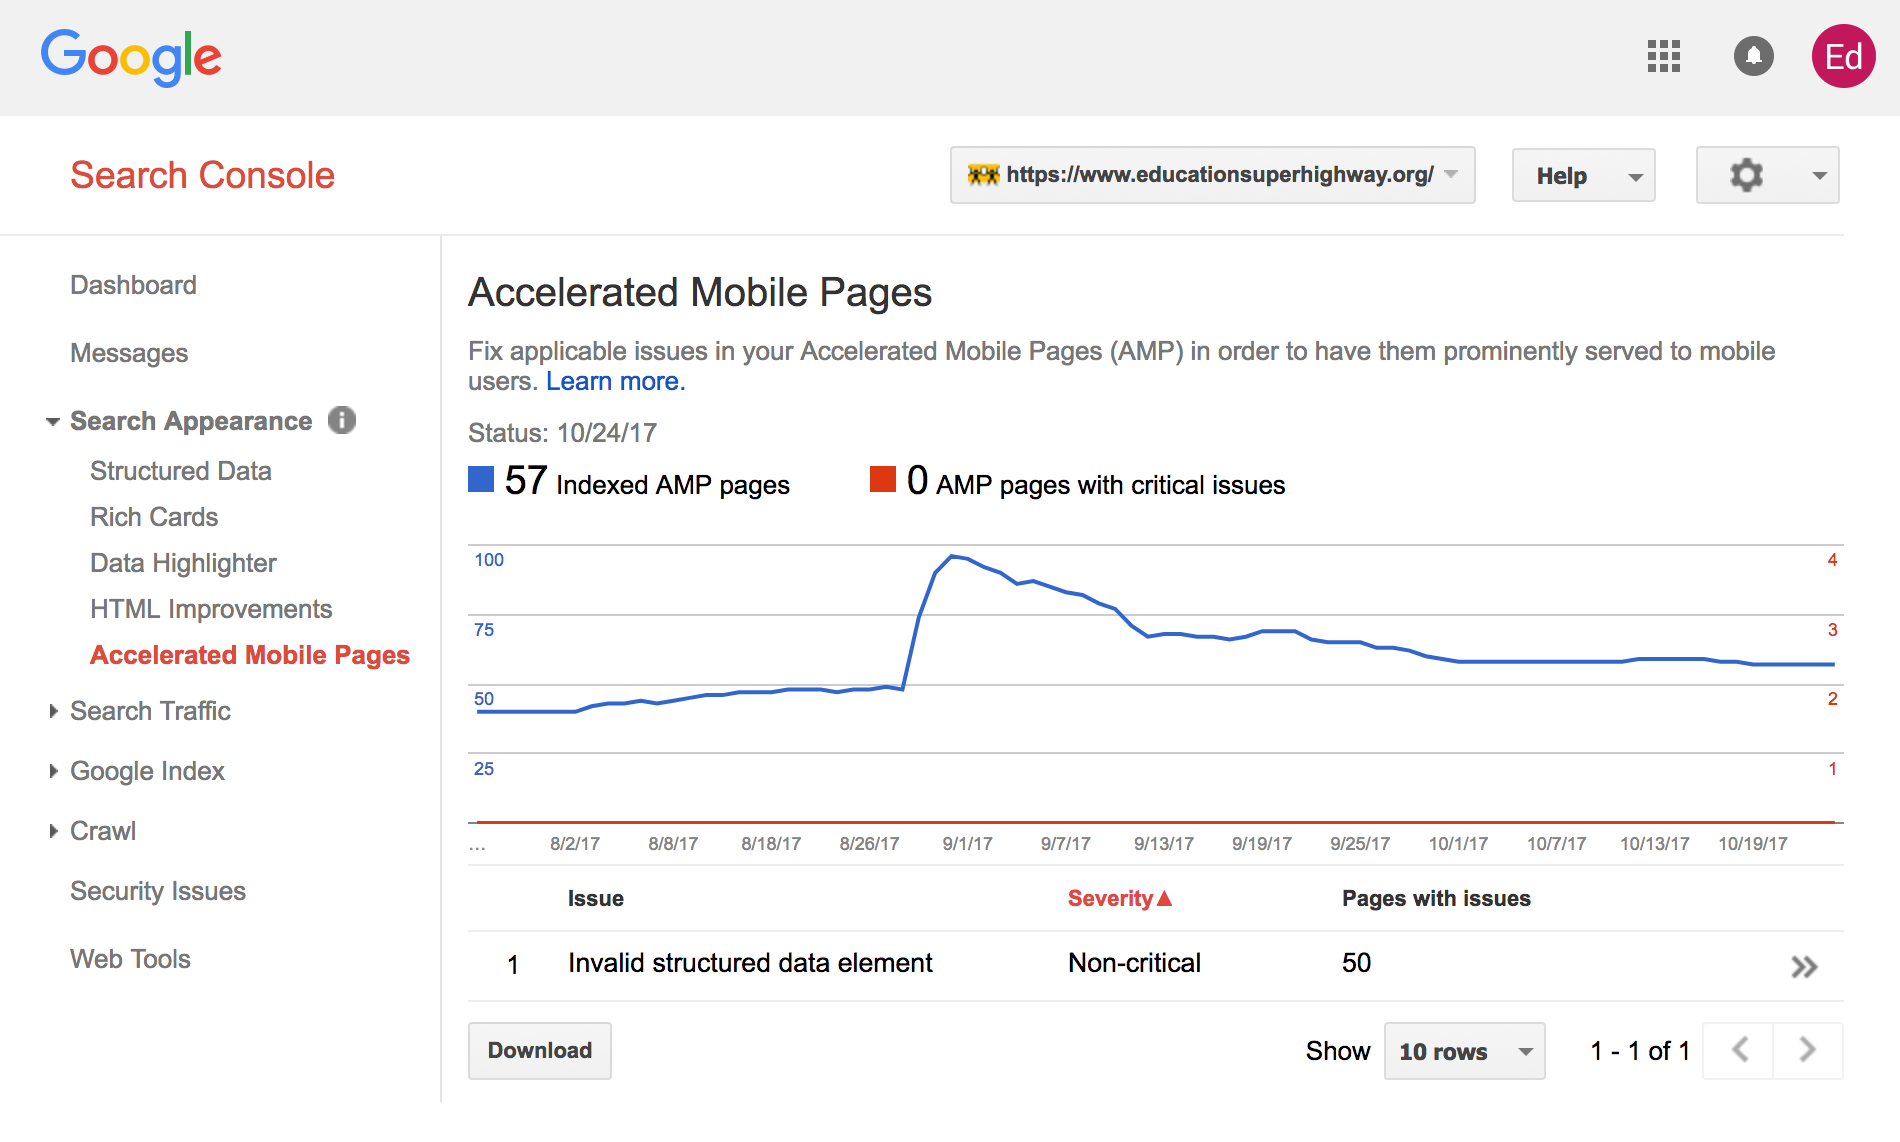 Google
Ed
Search Console
https://www.educationsuperhighway.org/
Help
Dashboard
Messages
Search Appearance
Structured Data
Rich Cards
Data Highlighter
HTML Improvements
Accelerated Mobile Pages
Search Traffic
Google Index
Crawl
Security Issues
Web Tools
Accelerated Mobile Pages
Fix applicable issues in your Accelerated Mobile Pages (AMP) in order to have them prominently served to mobile
users. Learn more.
Status: 10/24/17
57 Indexed AMP pages
0 AMP pages with critical issues
100
75
50
25
4
3
2
1
... 8/2/17 8/8/17 8/18/17 8/26/17 9/1/17 9/7/17 9/13/17 9/19/17 9/25/17 10/1/17 10/7/17 10/13/17 10/19/17
Issue Severity▲ Pages with issues
1 Invalid structured data element Non-critical 50
Download
Show 10 rows 1 - 1 of 1